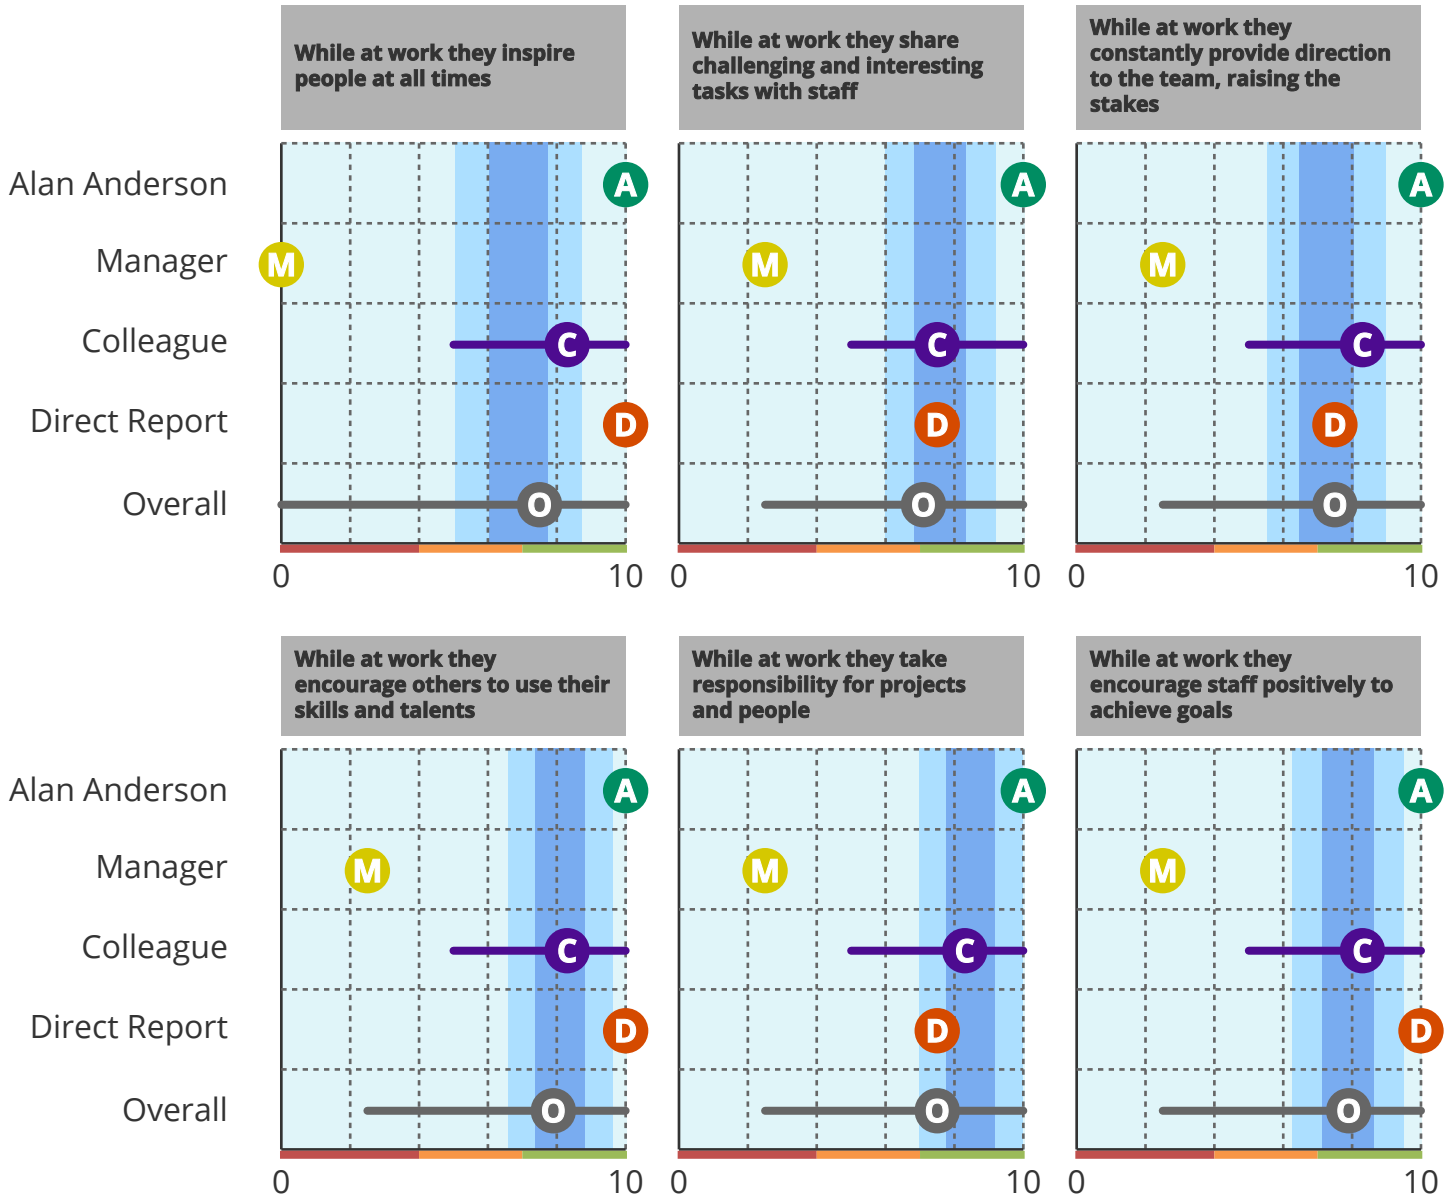 While at work they inspire
people at all times
While at work they share
challenging and interesting
tasks with staff
While at work they
constantly provide direction
to the team, raising the
stakes
Alan Anderson
A
A
A
Manager
M
M
M
Colleague
C
C
C
Direct Report
D
D
D
Overall
O
O
O
0
10
0
10
0
10
While at work they
encourage others to use their
skills and talents
While at work they take
responsibility for projects
and people
While at work they
encourage staff positively to
achieve goals
Alan Anderson
A
A
A
Manager
M
M
M
Colleague
C
C
C
Direct Report
D
D
D
Overall
O
O
O
0
10
0
10
0
10